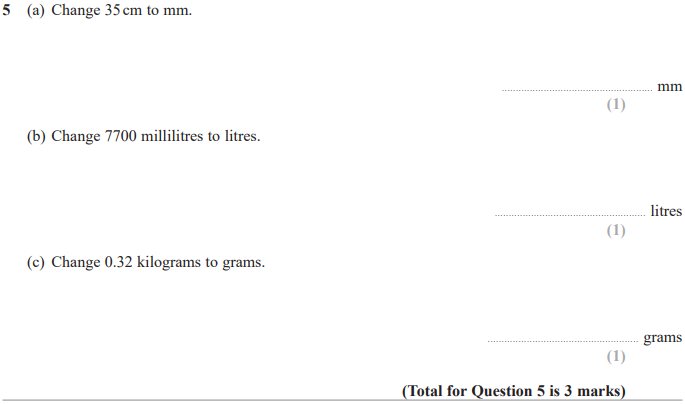 5 (a) Change 35 cm to mm.
.................................................... mm
(1)
(b) Change 7700 millilitres to litres.
.................................................... litres
(1)
(c) Change 0.32 kilograms to grams.
.................................................... grams
(1)
(Total for Question 5 is 3 marks)